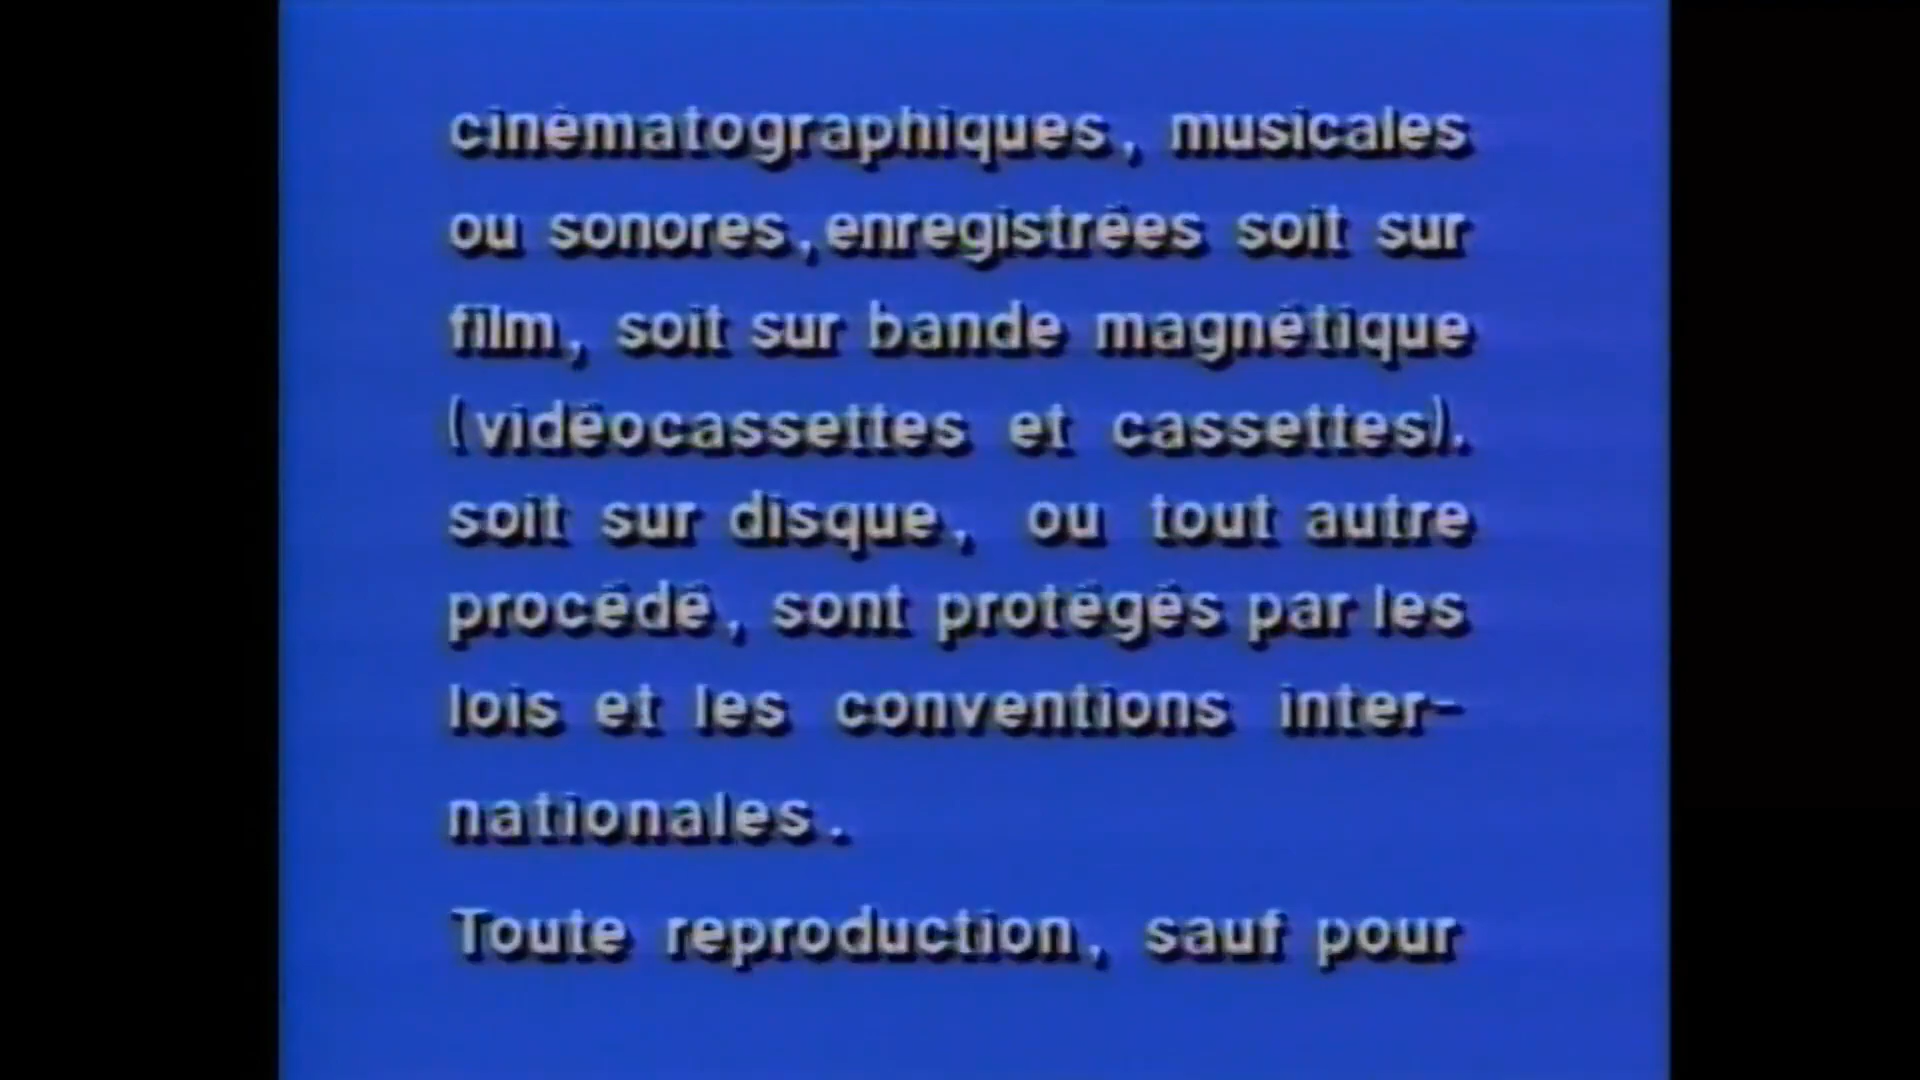 cinématographiques, musicales
ou sonores, enregistrées soit sur
film, soit sur bande magnétique
(vidéocassettes et cassettes).
soit sur disque, ou tout autre
procédé, sont protégés par les
lois et les conventions inter-
nationales.
Toute reproduction, sauf pour